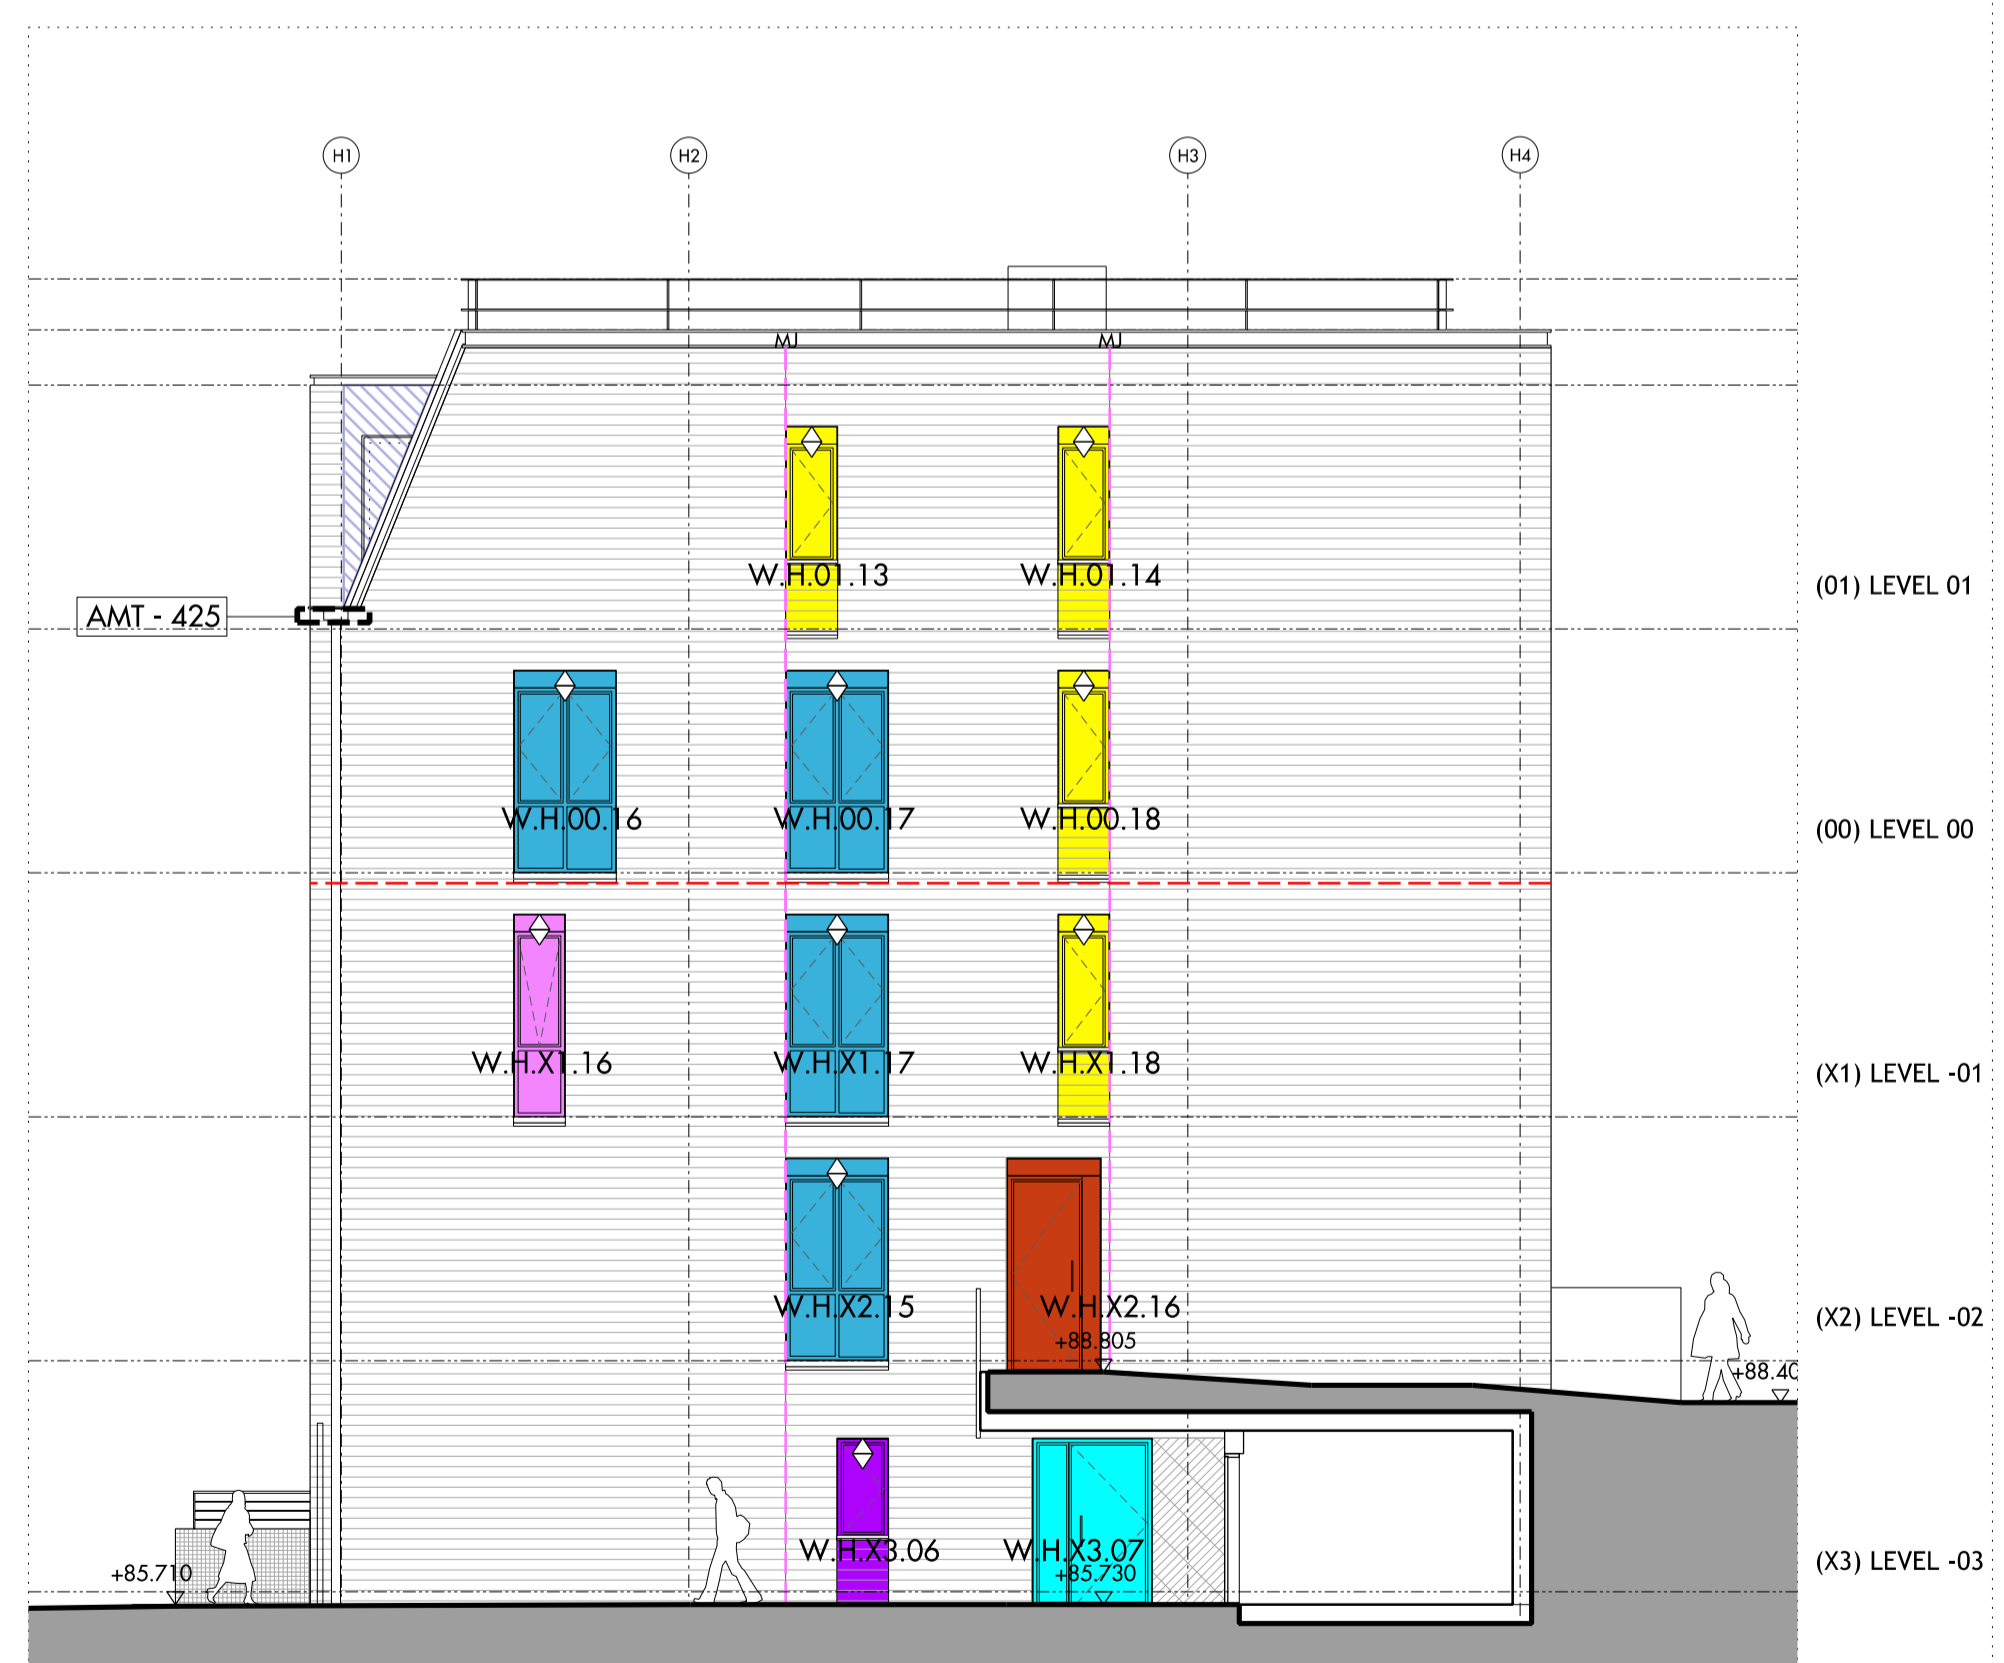 H1
H2
H3
H4
MJ
MJ
W.H.01.13
W.H.01.14
(01) LEVEL 01
AMT - 425
W.H.00.16
W.H.00.17
W.H.00.18
(00) LEVEL 00
W.H.X1.16
W.H.X1.17
W.H.X1.18
(X1) LEVEL -01
W.H.X2.15
W.H.X2.16
(X2) LEVEL -02
+88.805
+88.40
W.H.X3.06
W.H.X3.07
(X3) LEVEL -03
+85.710
+85.730